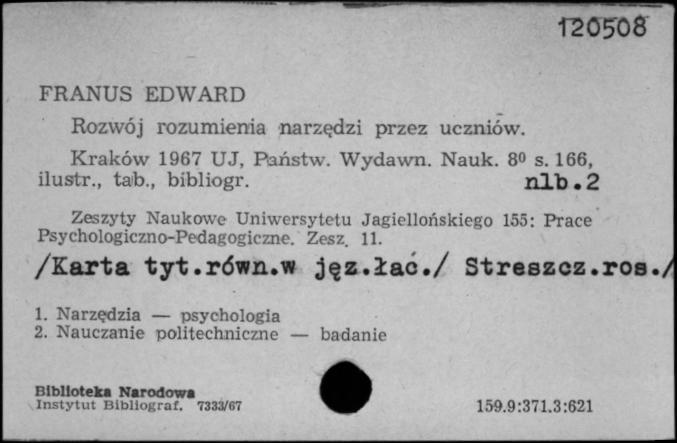 120508
FRANUS EDWARD
Rozwój rozumienia narzędzi przez uczniów.
Kraków 1967 UJ, Państw. Wydawn. Nauk. 8⁰ s. 166,
ilustr., tab., bibliogr. nlb.2
Zeszyty Naukowe Uniwersytetu Jagiellońskiego 155: Prace
Psychologiczno-Pedagogiczne. Zesz. 11.
/Karta tyt.równ.w jęz.łac./ Streszcz.ros./
1. Narzędzia — psychologia
2. Nauczanie politechniczne — badanie
Biblioteka Narodowa
Instytut Bibliograf. 7333/67 159.9:371.3:621